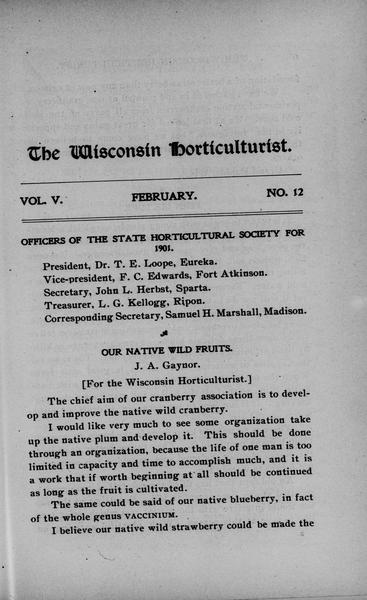 The Wisconsin Horticulturist.
VOL. V. FEBRUARY. NO. 12
OFFICERS OF THE STATE HORTICULTURAL SOCIETY FOR
1901.
President, Dr. T. E. Loope, Eureka.
Vice-president, F. C. Edwards, Fort Atkinson.
Secretary, John L. Herbst, Sparta.
Treasurer, L. G. Kellogg, Ripon.
Corresponding Secretary, Samuel H. Marshall, Madison.
OUR NATIVE WILD FRUITS.
J. A. Gaynor.
[For the Wisconsin Horticulturist.]
The chief aim of our cranberry association is to devel-
op and improve the native wild cranberry.
I would like very much to see some organization take
up the native plum and develop it. This should be done
through an organization, because the life of one man is too
limited in capacity and time to accomplish much, and it is
a work that if worth beginning at all should be continued
as long as the fruit is cultivated.
The same could be said of our native blueberry, in fact
of the whole genus VACCINIUM.
I believe our native wild strawberry could be made the